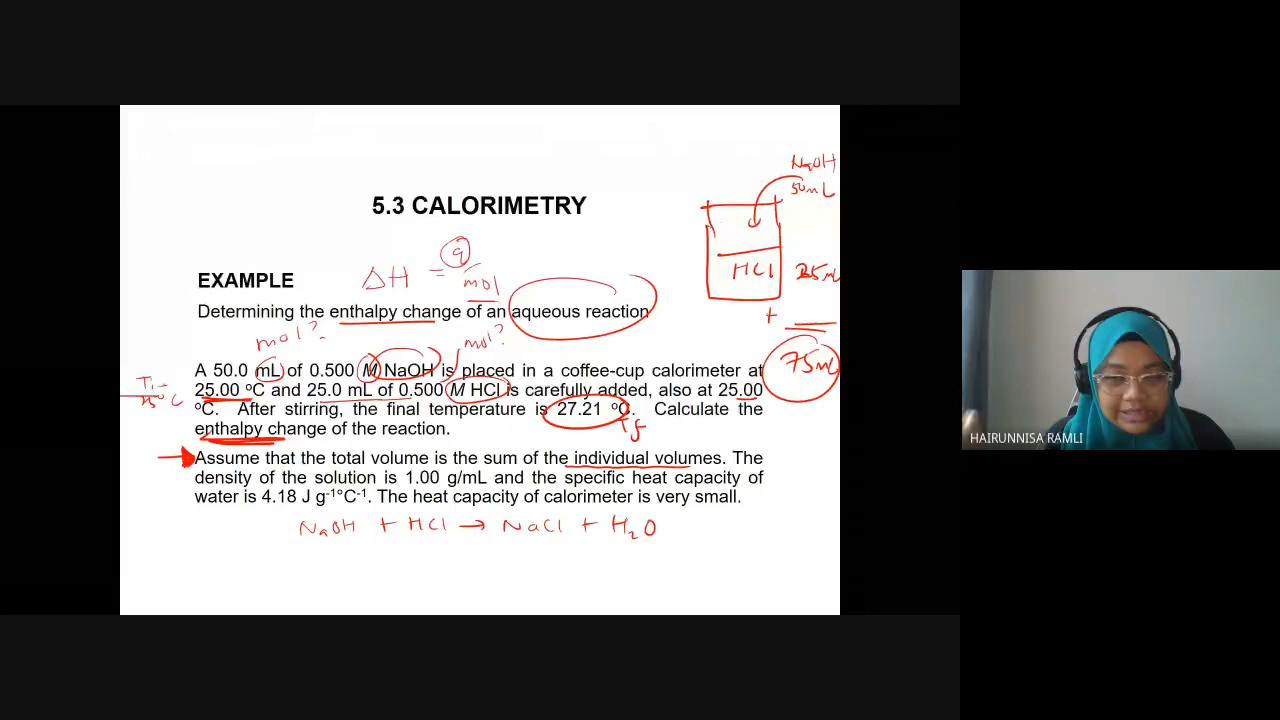 NaOH
50mL
5.3 CALORIMETRY
HCl 25mL
EXAMPLE
ΔH = q
mol
Determining the enthalpy change of an aqueous reaction
+
mol? mol?
75mL
A 50.0 mL of 0.500 M NaOH is placed in a coffee-cup calorimeter at
25.00 ºC and 25.0 mL of 0.500 M HCl is carefully added, also at 25.00
ºC. After stirring, the final temperature is 27.21 ºC. Calculate the
Tf
enthalpy change of the reaction.
Assume that the total volume is the sum of the individual volumes. The
density of the solution is 1.00 g/mL and the specific heat capacity of
water is 4.18 J g-1°C-1. The heat capacity of calorimeter is very small.
NaOH + HCl → NaCl + H2O
HAIRUNNISA RAMLI